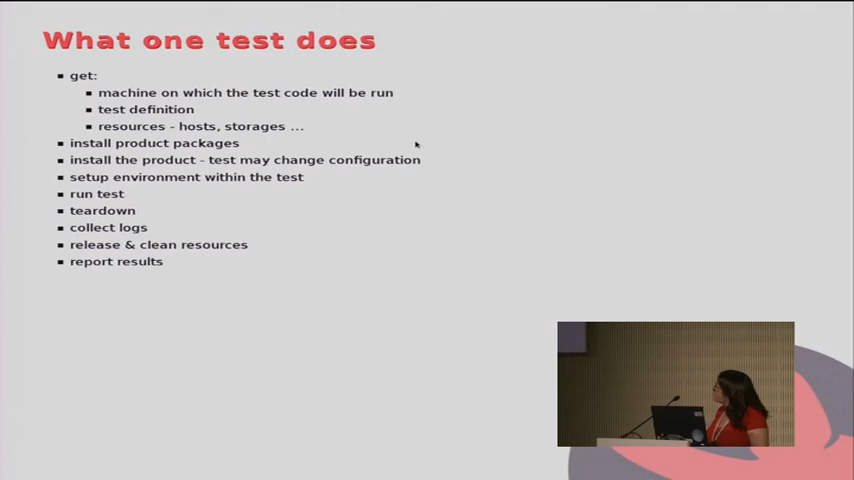 What one test does
get:
machine on which the test code will be run
test definition
resources - hosts, storages ...
install product packages
install the product - test may change configuration
setup environment within the test
run test
teardown
collect logs
release & clean resources
report results